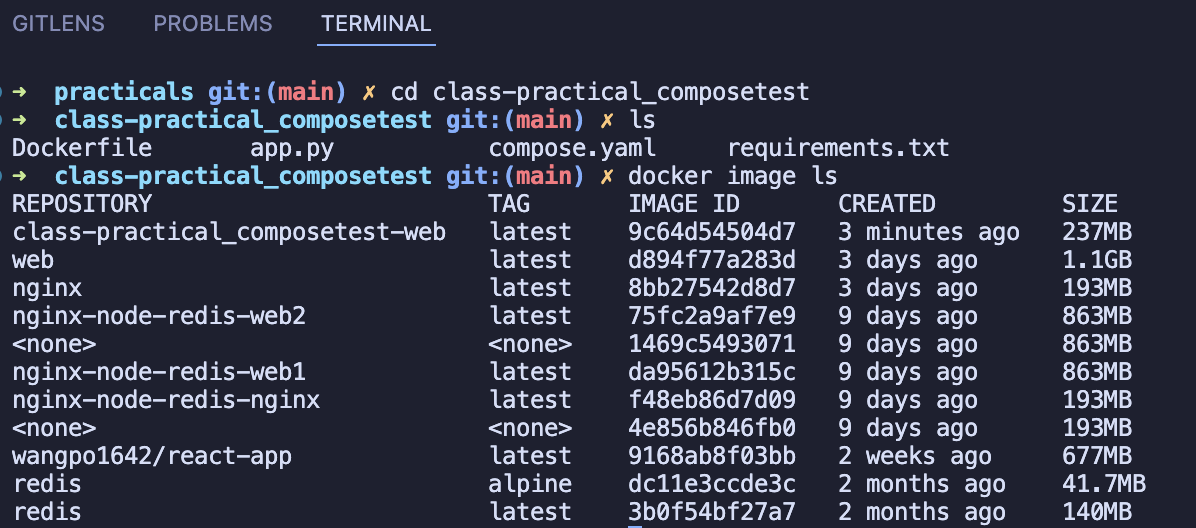 GITLENS PROBLEMS TERMINAL
➜ practicals git:(main) ✗ cd class-practical_composetest
➜ class-practical_composetest git:(main) ✗ ls
Dockerfile app.py compose.yaml requirements.txt
➜ class-practical_composetest git:(main) ✗ docker image ls
REPOSITORY TAG IMAGE ID CREATED SIZE
class-practical_composetest-web latest 9c64d54504d7 3 minutes ago 237MB
web latest d894f77a283d 3 days ago 1.1GB
nginx latest 8bb27542d8d7 3 days ago 193MB
nginx-node-redis-web2 latest 75fc2a9af7e9 9 days ago 863MB
<none> <none> 1469c5493071 9 days ago 863MB
nginx-node-redis-web1 latest da95612b315c 9 days ago 863MB
nginx-node-redis-nginx latest f48eb86d7d09 9 days ago 193MB
<none> <none> 4e856b846fb0 9 days ago 193MB
wangpo1642/react-app latest 9168ab8f03bb 2 weeks ago 677MB
redis alpine dc11e3ccde3c 2 months ago 41.7MB
redis latest 3b0f54bf27a7 2 months ago 140MB